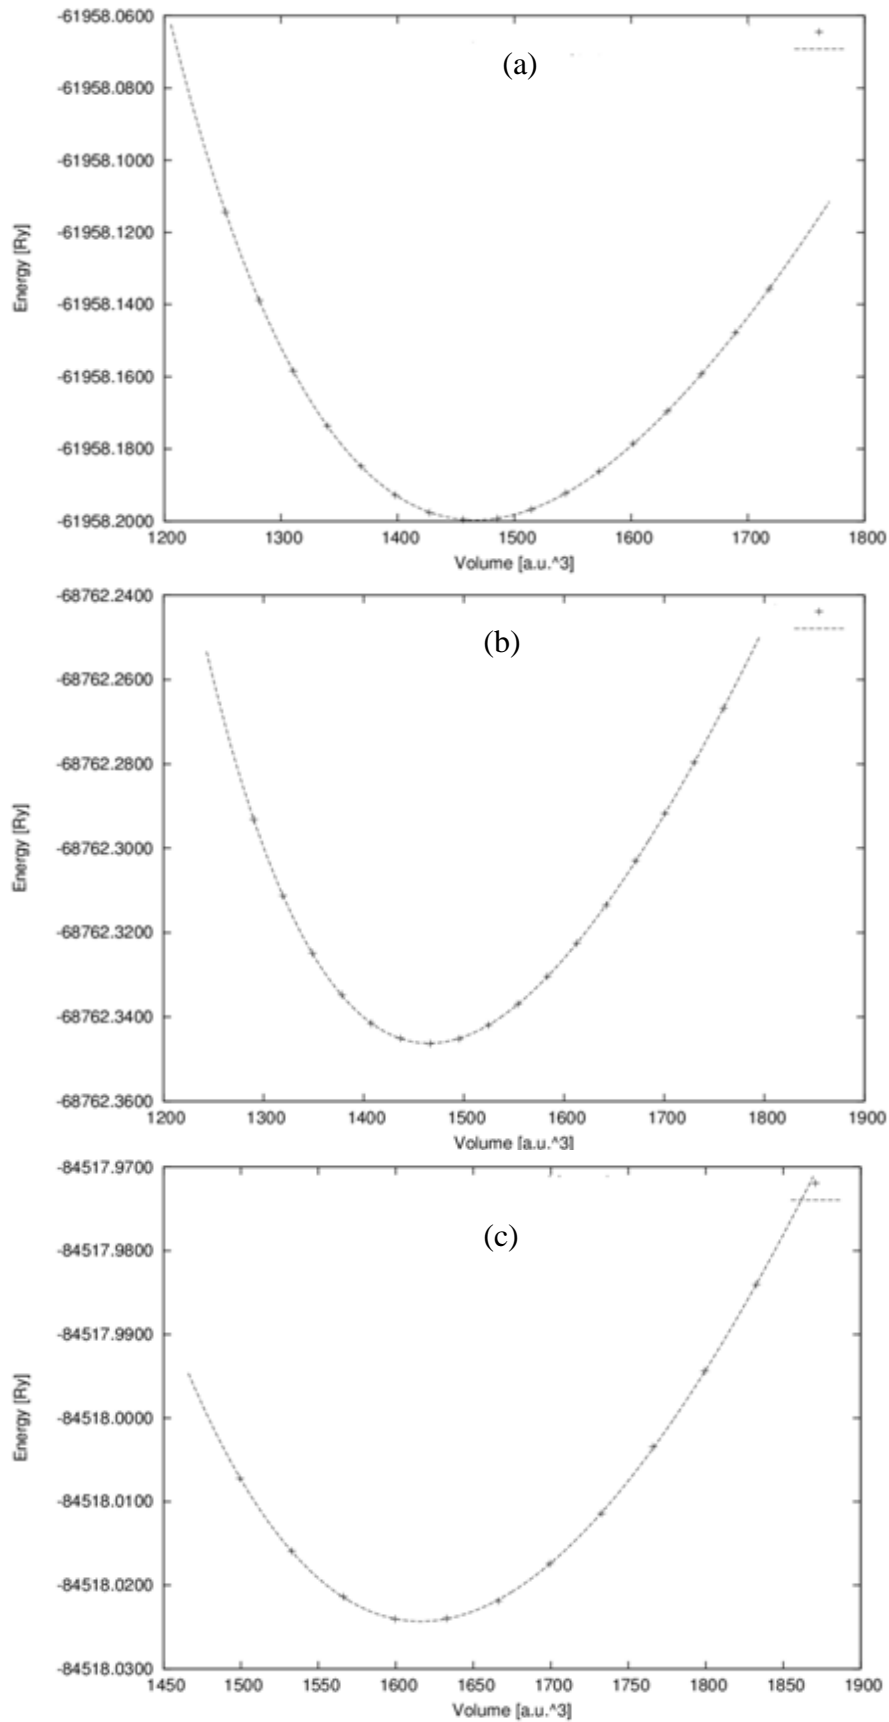 (a)
-61958.0600
-61958.0800
-61958.1000
-61958.1200
-61958.1400
-61958.1600
-61958.1800
-61958.2000
Energy [Ry]
1200 1300 1400 1500 1600 1700 1800
Volume [a.u.^3]
(b)
-68762.2400
-68762.2600
-68762.2800
-68762.3000
-68762.3200
-68762.3400
-68762.3600
Energy [Ry]
1200 1300 1400 1500 1600 1700 1800 1900
Volume [a.u.^3]
(c)
-84517.9700
-84517.9800
-84517.9900
-84518.0000
-84518.0100
-84518.0200
-84518.0300
Energy [Ry]
1450 1500 1550 1600 1650 1700 1750 1800 1850 1900
Volume [a.u.^3]